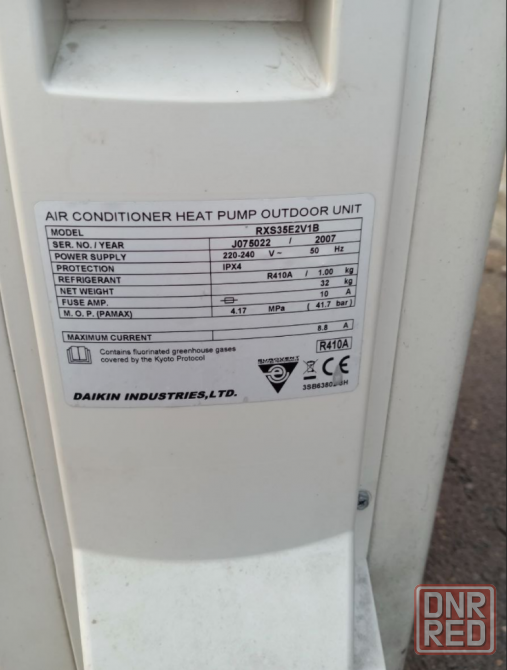 AIR CONDITIONER HEAT PUMP OUTDOOR UNIT
MODEL RXS35E2V1B
SER. NO. / YEAR J075022 / 2007
POWER SUPPLY 220-240 V ~ 50 Hz
PROTECTION IPX4
REFRIGERANT R410A / 1.00 kg
NET WEIGHT 32 kg
FUSE AMP. 10 A
M. O. P. (PAMAX) 4.17 MPa ( 41.7 bar )
MAXIMUM CURRENT 8.8 A
Contains fluorinated greenhouse gases
covered by the Kyoto Protocol
R410A
CE
DAIKIN INDUSTRIES,LTD.
DNR
RED